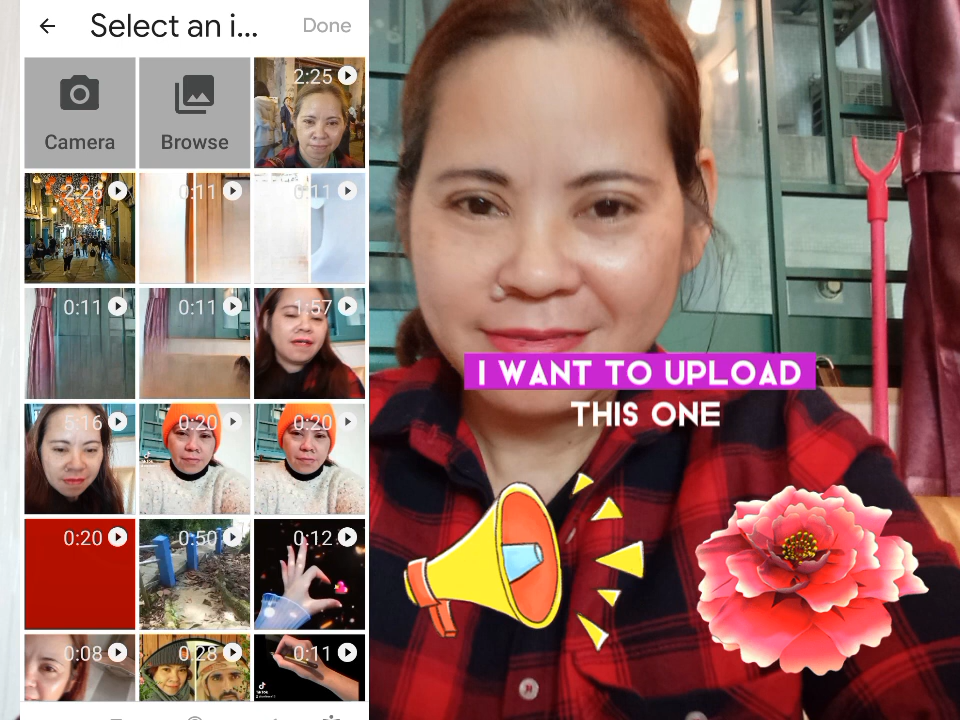 Select an i...
Done
Camera
Browse
2:25
2:26
0:11
0:11
0:11
0:11
1:57
5:16
0:20
0:20
0:20
0:50
0:12
0:08
0:28
0:11
I WANT TO UPLOAD
THIS ONE